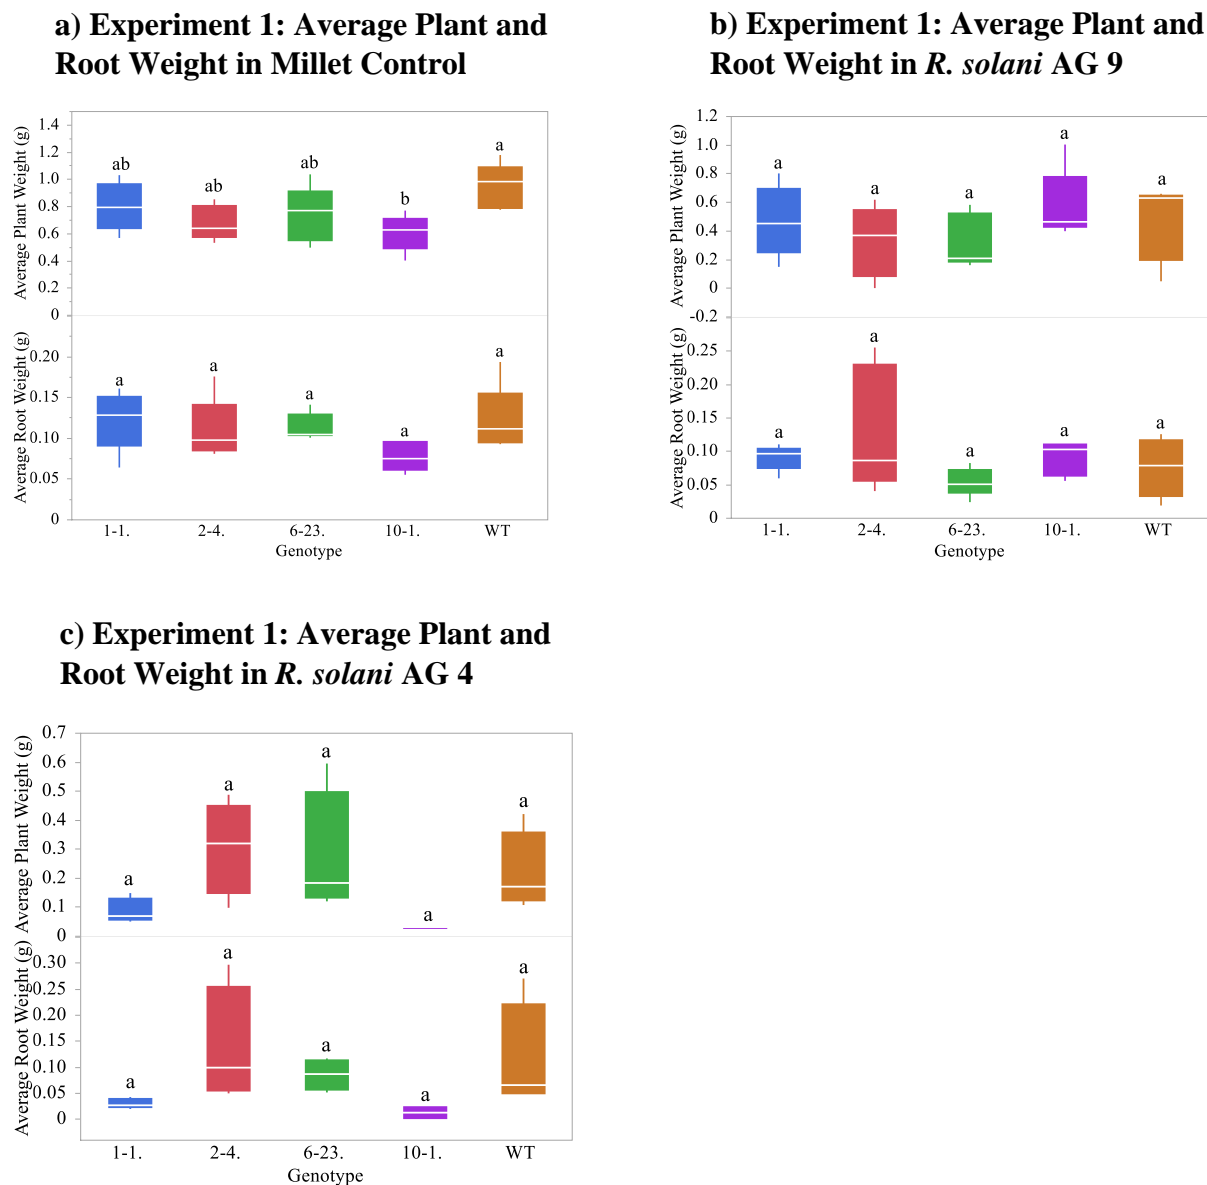 a) Experiment 1: Average Plant and
Root Weight in Millet Control
Average Plant Weight (g)
1.4
1.2
1.0
0.8
0.6
0.4
0.2
0
ab
ab
ab
b
a
Average Root Weight (g)
0.20
0.15
0.10
0.05
0
a
a
a
a
a
1-1.
2-4.
6-23.
10-1.
WT
Genotype
b) Experiment 1: Average Plant and
Root Weight in R. solani AG 9
Average Plant Weight (g)
1.2
1.0
0.8
0.6
0.4
0.2
0
-0.2
a
a
a
a
a
Average Root Weight (g)
0.25
0.20
0.15
0.10
0.05
0
a
a
a
a
a
1-1.
2-4.
6-23.
10-1.
WT
Genotype
c) Experiment 1: Average Plant and
Root Weight in R. solani AG 4
Average Plant Weight (g)
0.7
0.6
0.5
0.4
0.3
0.2
0.1
0
a
a
a
a
a
Average Root Weight (g)
0.30
0.25
0.20
0.15
0.10
0.05
0
a
a
a
a
a
1-1.
2-4.
6-23.
10-1.
WT
Genotype